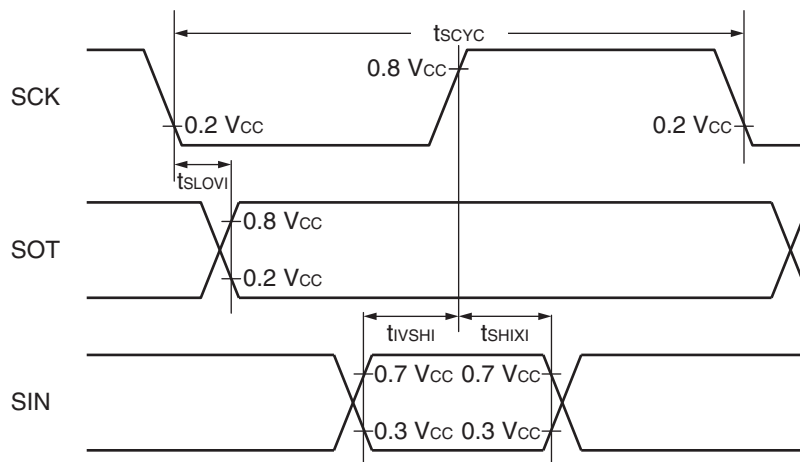 tSCYC
SCK
0.8 VCC
0.2 VCC
0.2 VCC
tSLOVI
SOT
0.8 VCC
0.2 VCC
tIVSHI
tSHIXI
SIN
0.7 VCC
0.7 VCC
0.3 VCC
0.3 VCC